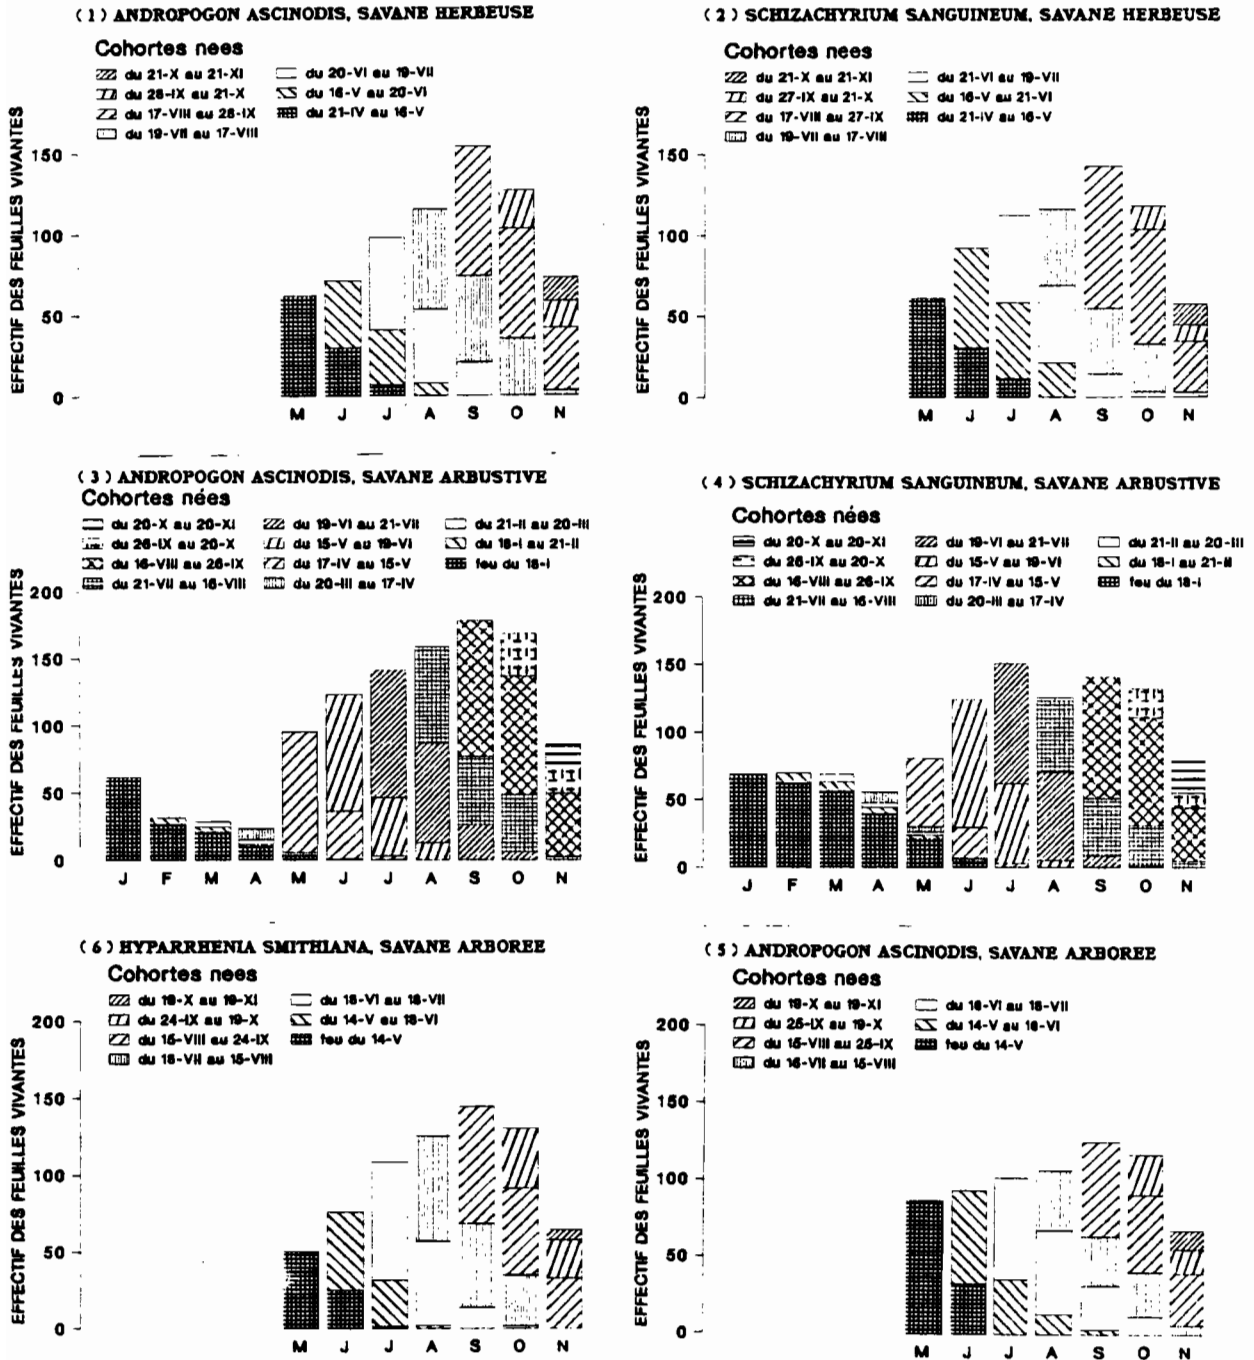 ( 1 ) ANDROPOGON ASCINODIS, SAVANE HERBEUSE
Cohortes nees
du 21-X au 21-XI
du 28-IX au 21-X
du 17-VIII au 28-IX
du 19-VII au 17-VIII
du 20-VI au 19-VII
du 16-V au 20-VI
du 21-IV au 16-V
EFFECTIF DES FEUILLES VIVANTES
150
100
50
0
M J J A S O N
( 2 ) SCHIZACHYRIUM SANGUINEUM, SAVANE HERBEUSE
Cohortes nees
du 21-X au 21-XI
du 27-IX au 21-X
du 17-VIII au 27-IX
du 19-VII au 17-VIII
du 21-VI au 19-VII
du 16-V au 21-VI
du 21-IV au 16-V
EFFECTIF DES FEUILLES VIVANTES
150
100
50
0
M J J A S O N
( 3 ) ANDROPOGON ASCINODIS, SAVANE ARBUSTIVE
Cohortes nées
du 20-X au 20-XI
du 26-IX au 20-X
du 16-VIII au 26-IX
du 21-VII au 16-VIII
du 19-VI au 21-VII
du 15-V au 19-VI
du 17-IV au 15-V
du 20-III au 17-IV
du 21-II au 20-III
du 18-I au 21-II
feu du 18-I
EFFECTIF DES FEUILLES VIVANTES
200
150
100
50
0
J F M A M J J A S O N
( 4 ) SCHIZACHYRIUM SANGUINEUM, SAVANE ARBUSTIVE
Cohortes nées
du 20-X au 20-XI
du 26-IX au 20-X
du 16-VIII au 26-IX
du 21-VII au 16-VIII
du 19-VI au 21-VII
du 15-V au 19-VI
du 17-IV au 15-V
du 20-III au 17-IV
du 21-II au 20-III
du 18-I au 21-II
feu du 18-I
EFFECTIF DES FEUILLES VIVANTES
200
150
100
50
0
J F M A M J J A S O N
( 6 ) HYPARRHENIA SMITHIANA, SAVANE ARBOREE
Cohortes nees
du 19-X au 19-XI
du 24-IX au 19-X
du 15-VIII au 24-IX
du 18-VII au 15-VIII
du 18-VI au 18-VII
du 14-V au 18-VI
feu du 14-V
EFFECTIF DES FEUILLES VIVANTES
200
150
100
50
0
M J J A S O N
( 5 ) ANDROPOGON ASCINODIS, SAVANE ARBOREE
Cohortes nees
du 19-X au 19-XI
du 25-IX au 19-X
du 15-VIII au 25-IX
du 16-VII au 15-VIII
du 16-VI au 16-VII
du 14-V au 16-VI
feu du 14-V
EFFECTIF DES FEUILLES VIVANTES
200
150
100
50
0
M J J A S O N